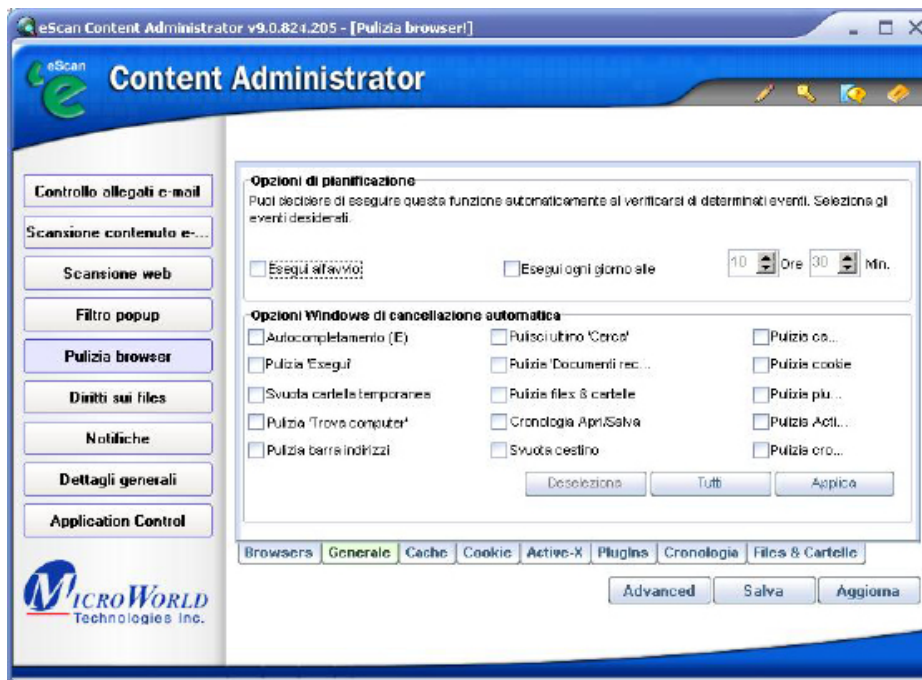 eScan Content Administrator v9.0.824.205 - [Pulizia browser!]
eScan
Content Administrator
Controllo allegati e-mail
Scansione contenuto e-...
Scansione web
Filtro popup
Pulizia browser
Diritti sui files
Notifiche
Dettagli generali
Application Control
MICROWORLD
Technologies Inc.
Opzioni di pianificazione
Puoi decidere di eseguire questa funzione automaticamente al verificarsi di determinati eventi. Seleziona gli
eventi desiderati.
Esegui all'avvio
Esegui ogni giorno alle 10 Ore 30 Min.
Opzioni Windows di cancellazione automatica
Autocompletamento (IE) Pulisci ultimo 'Cerca' Pulizia ca...
Pulizia 'Esegui' Pulizia 'Documenti rec... Pulizia cookie
Svuota cartella temporanea Pulizia files & cartelle Pulizia plu...
Pulizia 'Trova computer' Cronologia Apri/Salva Pulizia Acti...
Pulizia barra indirizzi Svuota cestino Pulizia cro...
Deseleziona Tutti Applica
Browsers Generale Cache Cookie Active-X Plugins Cronologia Files & Cartelle
Advanced Salva Aggiorna